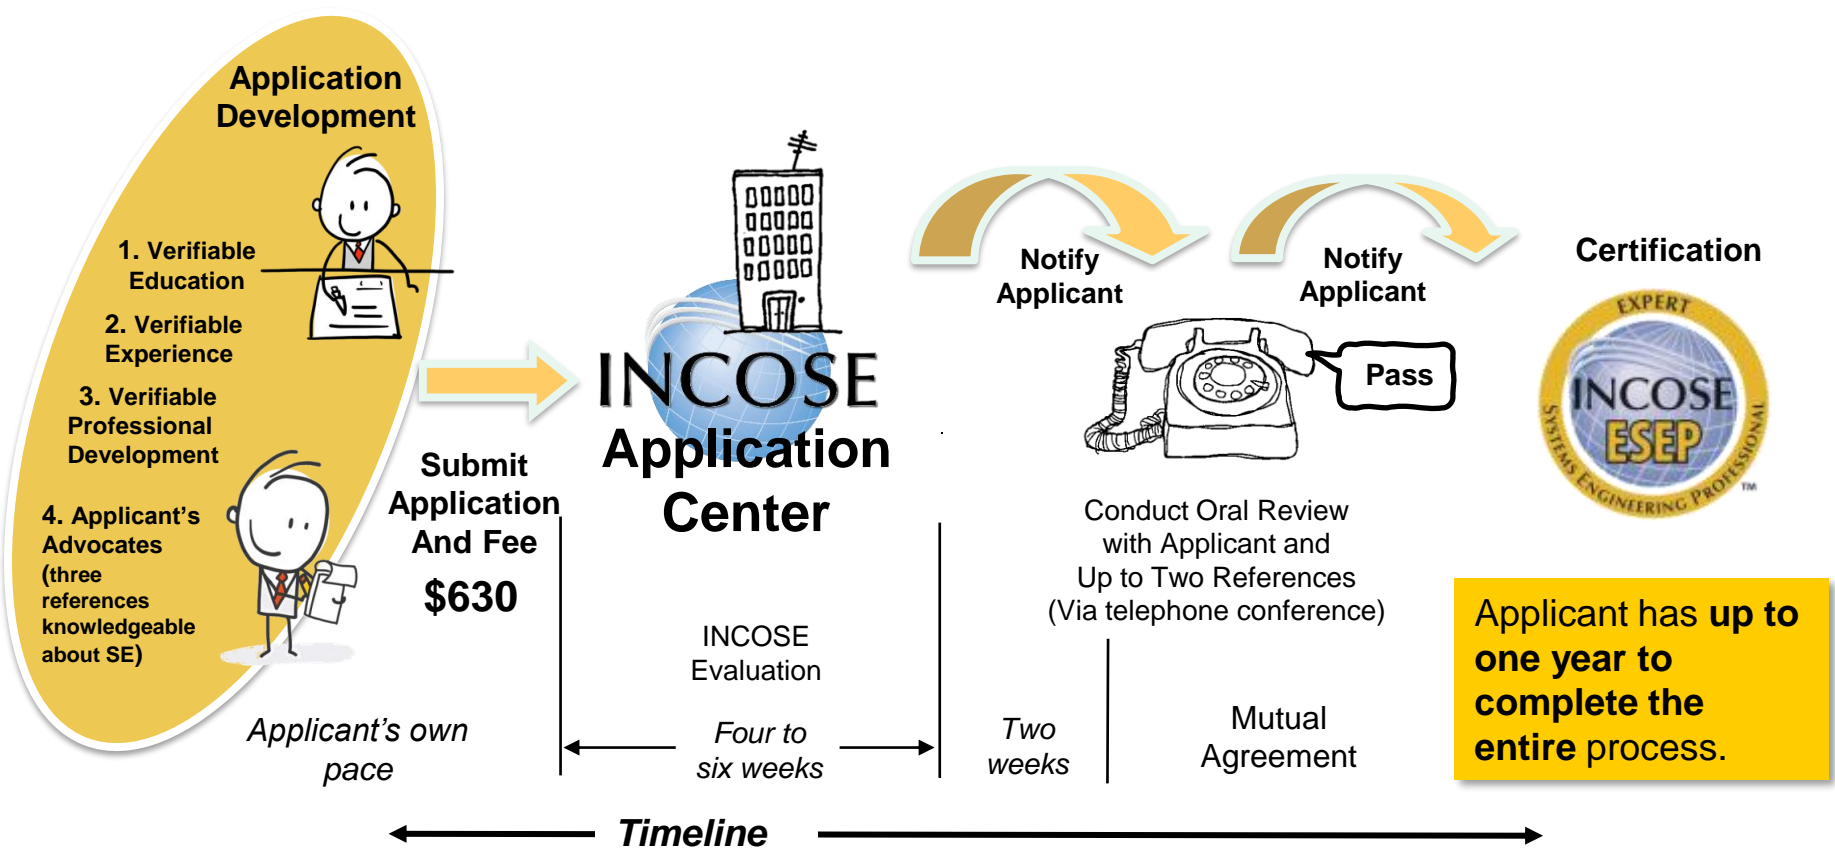 Application
Development
1. Verifiable
Education
2. Verifiable
Experience
3. Verifiable
Professional
Development
4. Applicant’s
Advocates
(three
references
knowledgeable
about SE)
Submit
Application
And Fee
$630
INCOSE
Application
Center
Notify
Applicant
Notify
Applicant
Pass
Certification
EXPERT
INCOSE
ESEP
SYSTEMS ENGINEERING PROFESSIONAL
TM
Conduct Oral Review
with Applicant and
Up to Two References
(Via telephone conference)
INCOSE
Evaluation
Applicant has up to
one year to
complete the
entire process.
Applicant’s own
pace
Four to
six weeks
Two
weeks
Mutual
Agreement
Timeline